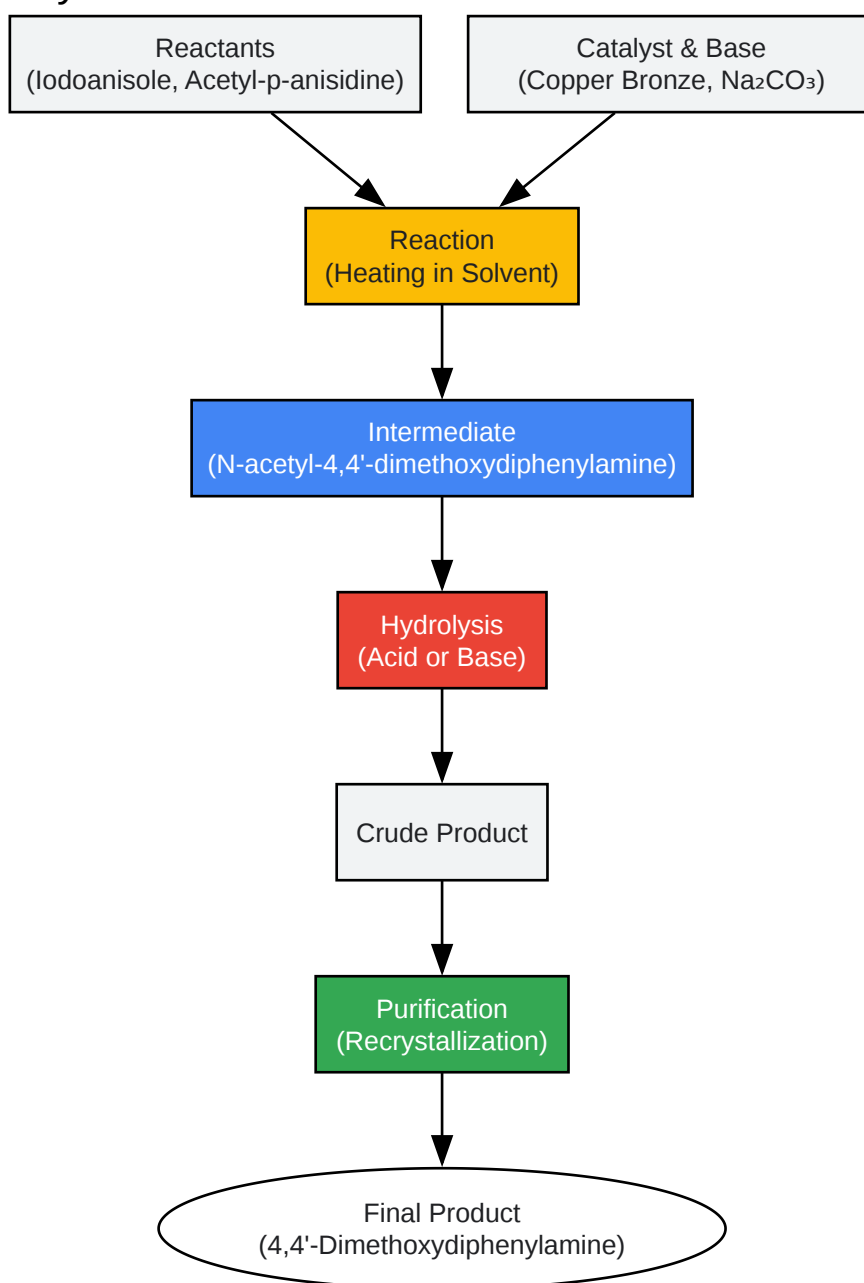 Reactants
(Iodoanisole, Acetyl-p-anisidine)
Catalyst & Base
(Copper Bronze, Na₂CO₃)
Reaction
(Heating in Solvent)
Intermediate
(N-acetyl-4,4'-dimethoxydiphenylamine)
Hydrolysis
(Acid or Base)
Crude Product
Purification
(Recrystallization)
Final Product
(4,4'-Dimethoxydiphenylamine)